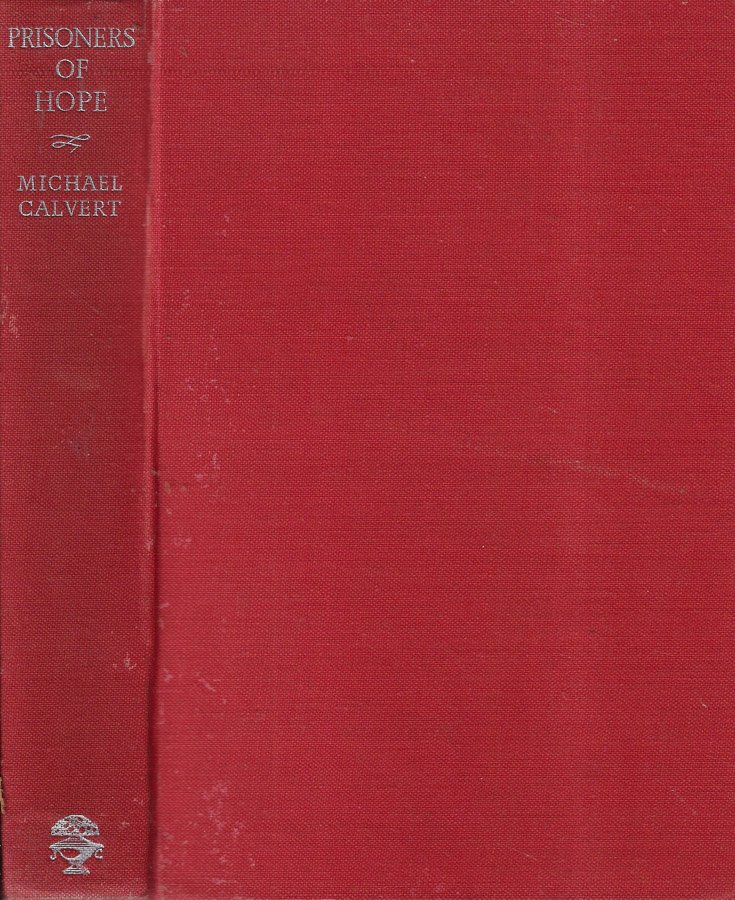 PRISONERS
OF
HOPE
MICHAEL
CALVERT